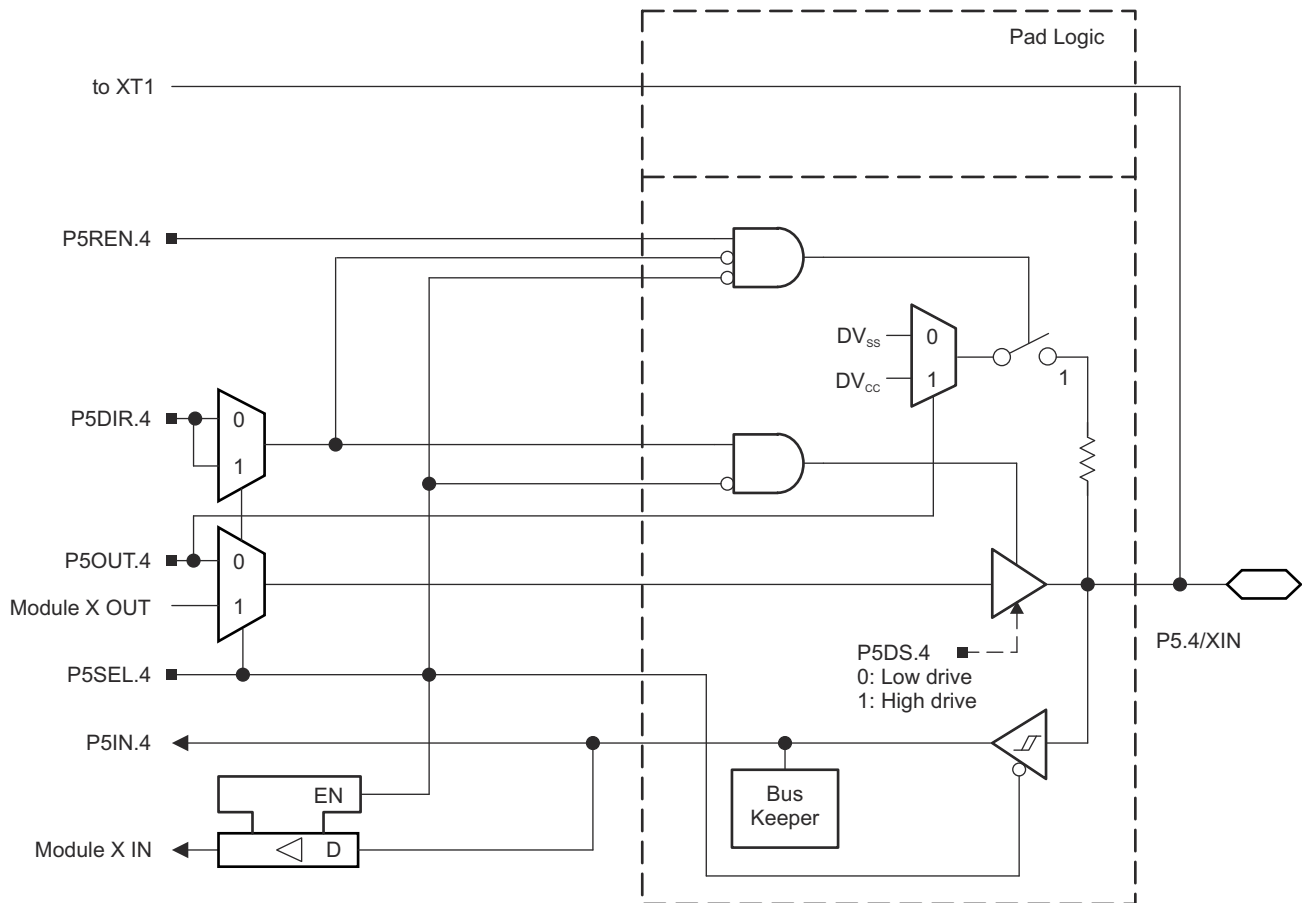 Pad Logic
to XT1
P5REN.4
DVSS
0
DVCC
1
1
P5DIR.4
0
1
P5OUT.4
0
Module X OUT
1
P5DS.4
0: Low drive
1: High drive
P5.4/XIN
P5SEL.4
P5IN.4
Bus
Keeper
EN
Module X IN
D